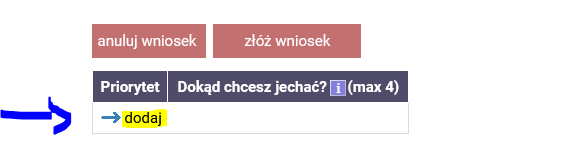 anuluj wniosek złóż wniosek
Priorytet Dokąd chcesz jechać? i (max 4)
dodaj